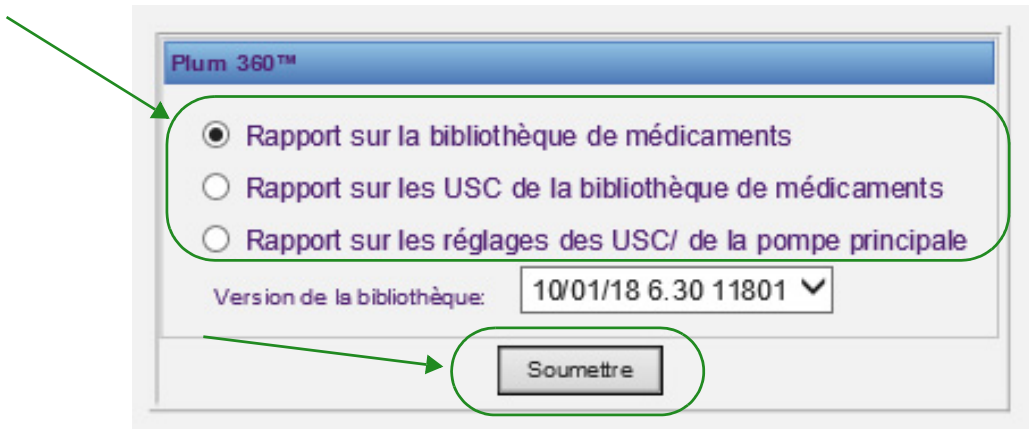 Plum 360™
Rapport sur la bibliothèque de médicaments
Rapport sur les USC de la bibliothèque de médicaments
Rapport sur les réglages des USC/ de la pompe principale
Version de la bibliothèque: 10/01/18 6.30 11801
Soumettre